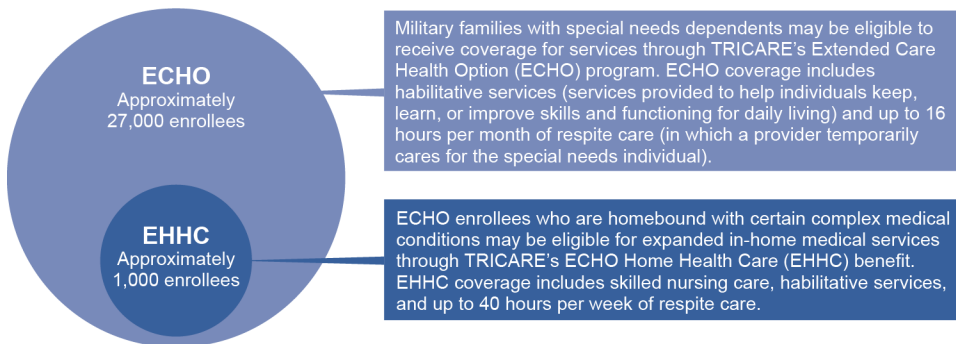 ECHO
Approximately
27,000 enrollees
Military families with special needs dependents may be eligible to
receive coverage for services through TRICARE's Extended Care
Health Option (ECHO) program. ECHO coverage includes
habilitative services (services provided to help individuals keep,
learn, or improve skills and functioning for daily living) and up to 16
hours per month of respite care (in which a provider temporarily
cares for the special needs individual).
EHHC
Approximately
1,000 enrollees
ECHO enrollees who are homebound with certain complex medical
conditions may be eligible for expanded in-home medical services
through TRICARE's ECHO Home Health Care (EHHC) benefit.
EHHC coverage includes skilled nursing care, habilitative services,
and up to 40 hours per week of respite care.